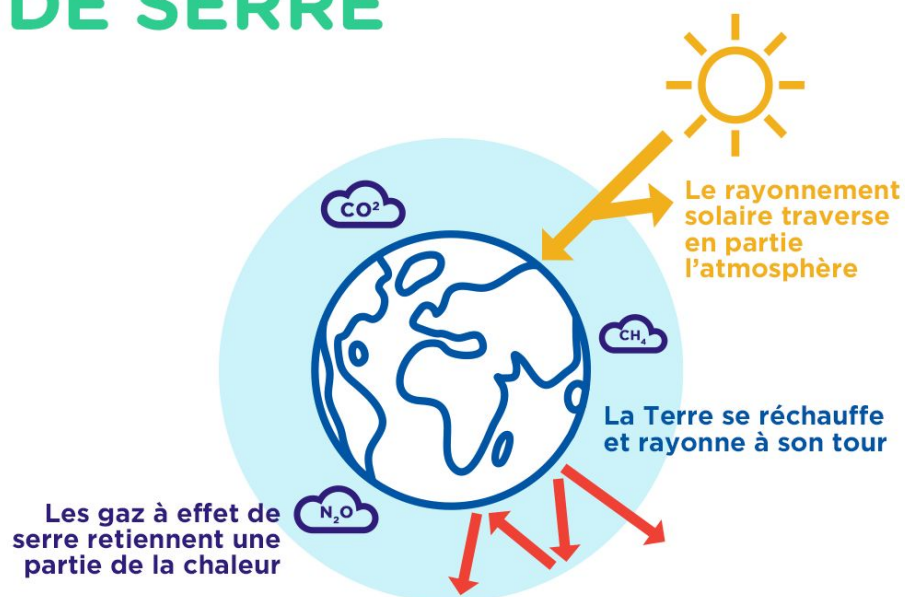 DE SERRE
CO²
Le rayonnement
solaire traverse
en partie
l'atmosphère
CH₄
La Terre se réchauffe
et rayonne à son tour
Les gaz à effet de
serre retiennent une
partie de la chaleur
N₂O